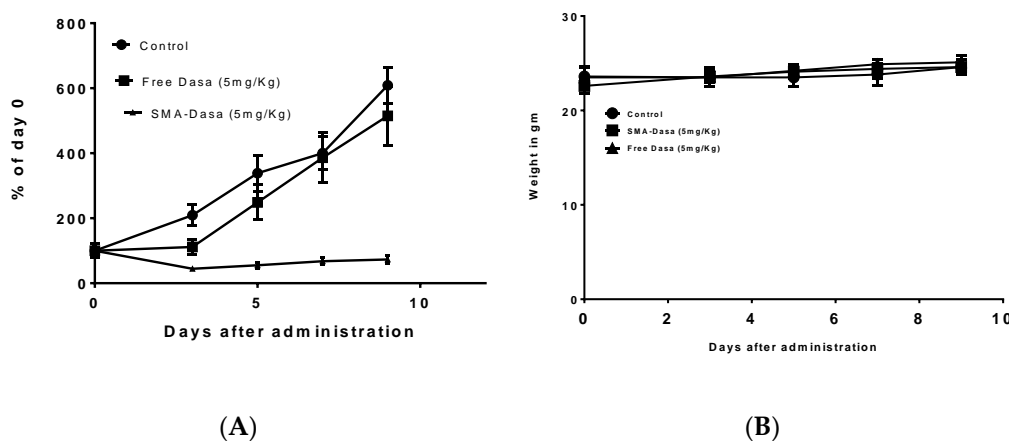 800
600
400
200
0
% of day 0
Control
Free Dasa (5mg/Kg)
SMA-Dasa (5mg/Kg)
0 5 10
Days after administration
(A)
30
20
10
0
Weight in gm
Control
SMA-Dasa (5mg/Kg)
Free Dasa (5mg/Kg)
0 2 4 6 8 10
Days after administration
(B)